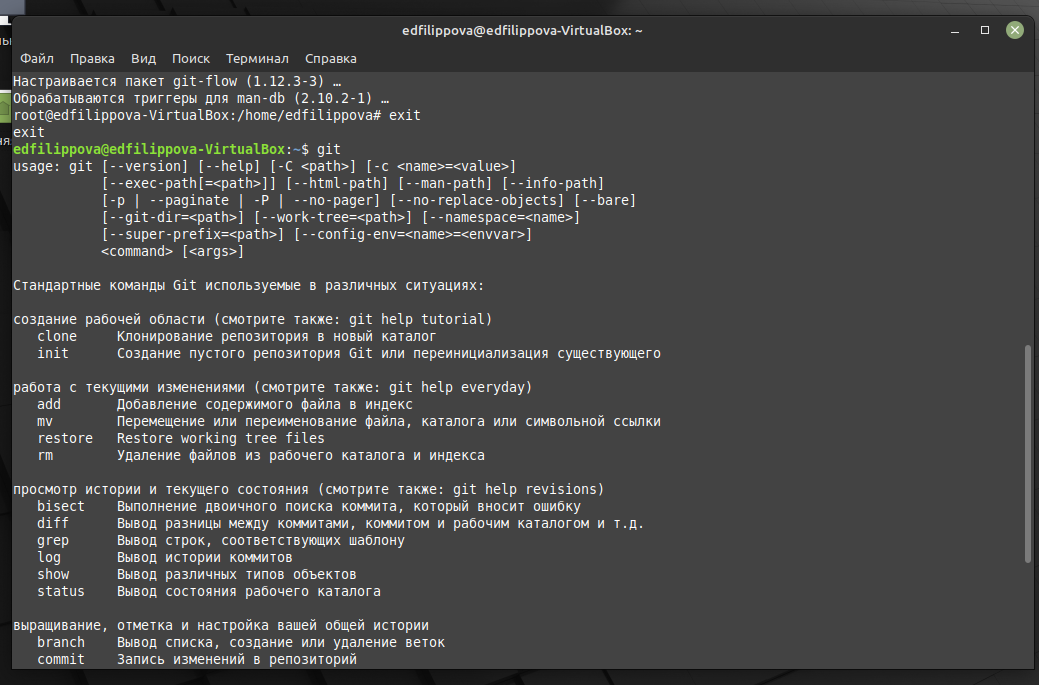 edfilippova@edfilippova-VirtualBox: ~
Файл Правка Вид Поиск Терминал Справка
Настраивается пакет git-flow (1.12.3-3) …
Обрабатываются триггеры для man-db (2.10.2-1) …
root@edfilippova-VirtualBox:/home/edfilippova# exit
exit
edfilippova@edfilippova-VirtualBox:~$ git
usage: git [--version] [--help] [-C <path>] [-c <name>=<value>]
           [--exec-path[=<path>]] [--html-path] [--man-path] [--info-path]
           [-p | --paginate | -P | --no-pager] [--no-replace-objects] [--bare]
           [--git-dir=<path>] [--work-tree=<path>] [--namespace=<name>]
           [--super-prefix=<path>] [--config-env=<name>=<envvar>]
           <command> [<args>]

Стандартные команды Git используемые в различных ситуациях:

создание рабочей области (смотрите также: git help tutorial)
   clone     Клонирование репозитория в новый каталог
   init      Создание пустого репозитория Git или переинициализация существующего

работа с текущими изменениями (смотрите также: git help everyday)
   add       Добавление содержимого файла в индекс
   mv        Перемещение или переименование файла, каталога или символьной ссылки
   restore   Restore working tree files
   rm        Удаление файлов из рабочего каталога и индекса

просмотр истории и текущего состояния (смотрите также: git help revisions)
   bisect    Выполнение двоичного поиска коммита, который вносит ошибку
   diff      Вывод разницы между коммитами, коммитом и рабочим каталогом и т.д.
   grep      Вывод строк, соответствующих шаблону
   log       Вывод истории коммитов
   show      Вывод различных типов объектов
   status    Вывод состояния рабочего каталога

выращивание, отметка и настройка вашей общей истории
   branch    Вывод списка, создание или удаление веток
   commit    Запись изменений в репозиторий